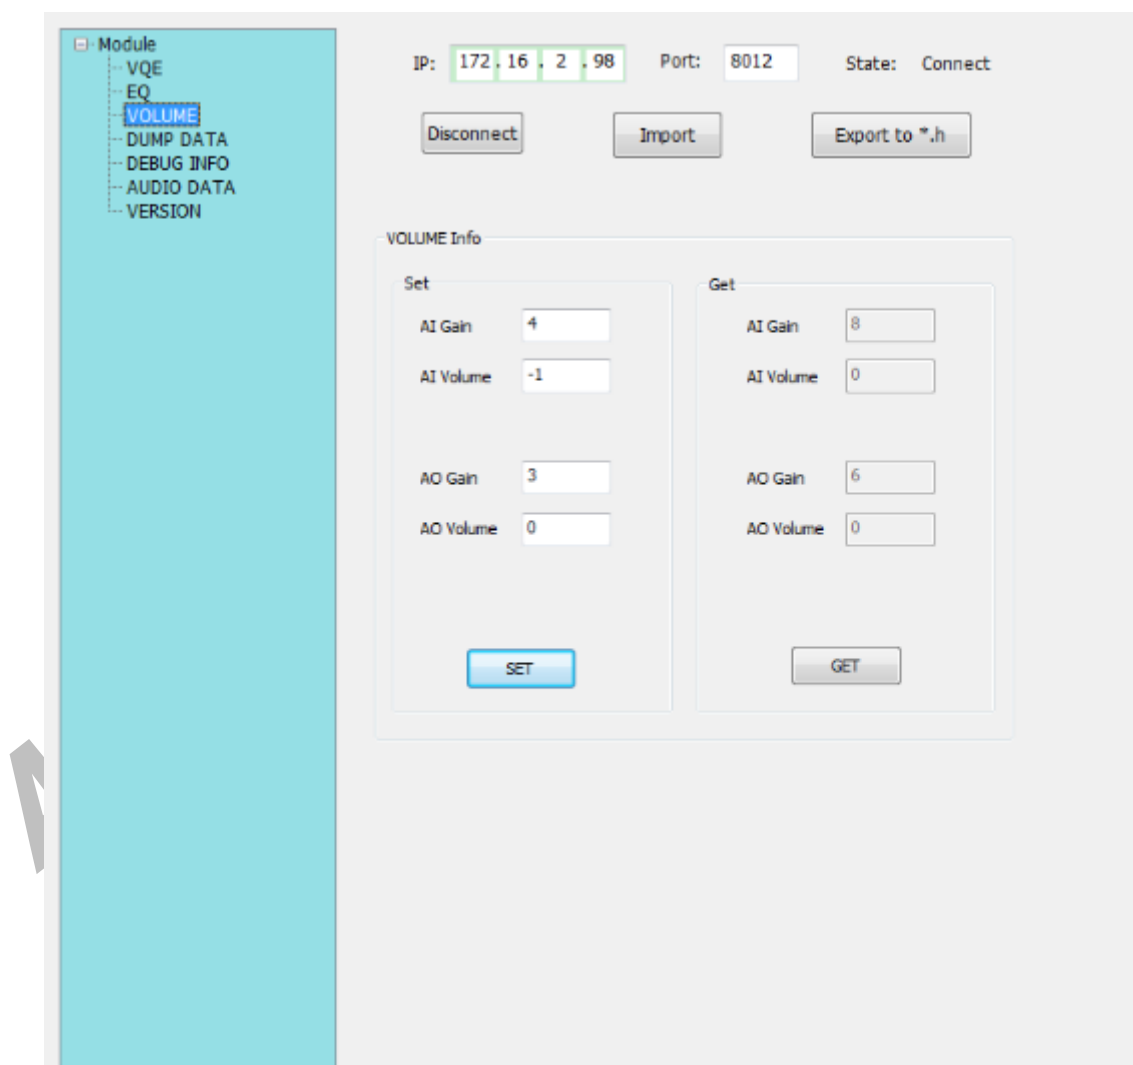 Module
VQE
EQ
VOLUME
DUMP DATA
DEBUG INFO
AUDIO DATA
VERSION
IP: 172 . 16 . 2 . 98 Port: 8012 State: Connect
Disconnect Import Export to *.h
VOLUME Info
Set
AI Gain 4
AI Volume -1
AO Gain 3
AO Volume 0
SET
Get
AI Gain 8
AI Volume 0
AO Gain 6
AO Volume 0
GET